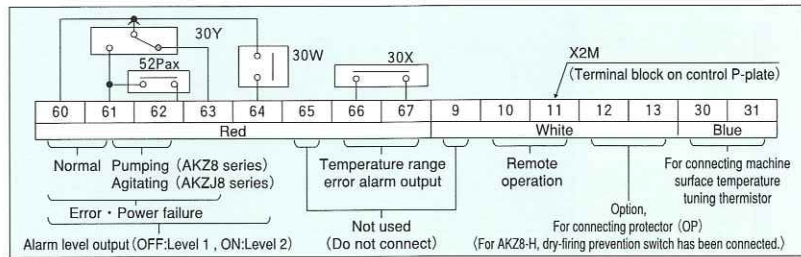 30Y
52Pax
30W
30X
X2M
(Terminal block on control P-plate)
60 61 62 63 64 65 66 67 9 10 11 12 13 30 31
Red White Blue
Normal
Pumping (AKZ8 series)
Agitating (AKZJ8 series)
Error・Power failure
Alarm level output (OFF:Level 1 , ON:Level 2)
Temperature range
error alarm output
Not used
(Do not connect)
Remote
operation
Option,
For connecting protector (OP)
〈For AKZ8-H, dry-firing prevention switch has been connected.〉
For connecting machine
surface temperature
tuning thermistor